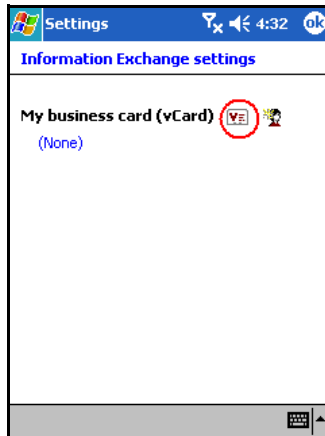 Settings 4:32 ok
Information Exchange settings
My business card (vCard)
(None)